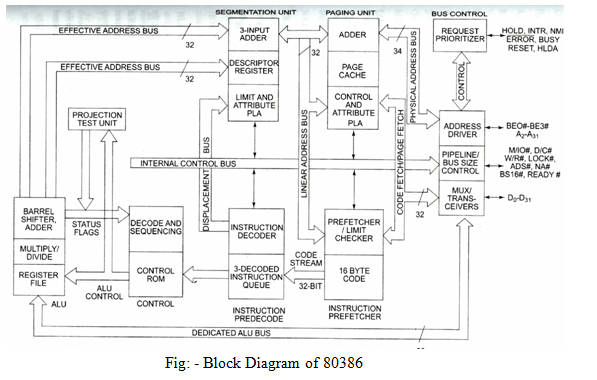 SEGMENTATION UNIT
PAGING UNIT
BUS CONTROL
EFFECTIVE ADDRESS BUS
32
3-INPUT
ADDER
32
ADDER
34
REQUEST
PRIORITIZER
HOLD, INTR, NMI
ERROR, BUSY
RESET, HLDA
EFFECTIVE ADDRESS BUS
32
DESCRIPTOR
REGISTER
PAGE
CACHE
LIMIT AND
ATTRIBUTE
PLA
CONTROL AND
ATTRIBUTE
PLA
PHYSICAL ADDRESS BUS
CONTROL
PROJECTION
TEST UNIT
DISPLACEMENT BUS
LINEAR ADDRESS BUS
CODE FETCH/PAGE FETCH
ADDRESS
DRIVER
BEO#-BE3#
A2-A31
INTERNAL CONTROL BUS
PIPELINE/
BUS SIZE
CONTROL
M/IO#, D/C#
W/R#, LOCK#,
ADS#, NA#
BS16#, READY #
32
MUX/
TRANS-
CEIVERS
D0-D31
BARREL
SHIFTER,
ADDER
STATUS
FLAGS
DECODE AND
SEQUENCING
INSTRUCTION
DECODER
PREFETCHER
/ LIMIT
CHECKER
MULTIPLY/
DIVIDE
REGISTER
FILE
ALU
ALU
CONTROL
CONTROL
ROM
CONTROL
3-DECODED
INSTRUCTION
QUEUE
CODE
STREAM
32-BIT
16 BYTE
CODE
INSTRUCTION
PREDECODE
INSTRUCTION
PREFETCHER
DEDICATED ALU BUS
Fig: - Block Diagram of 80386